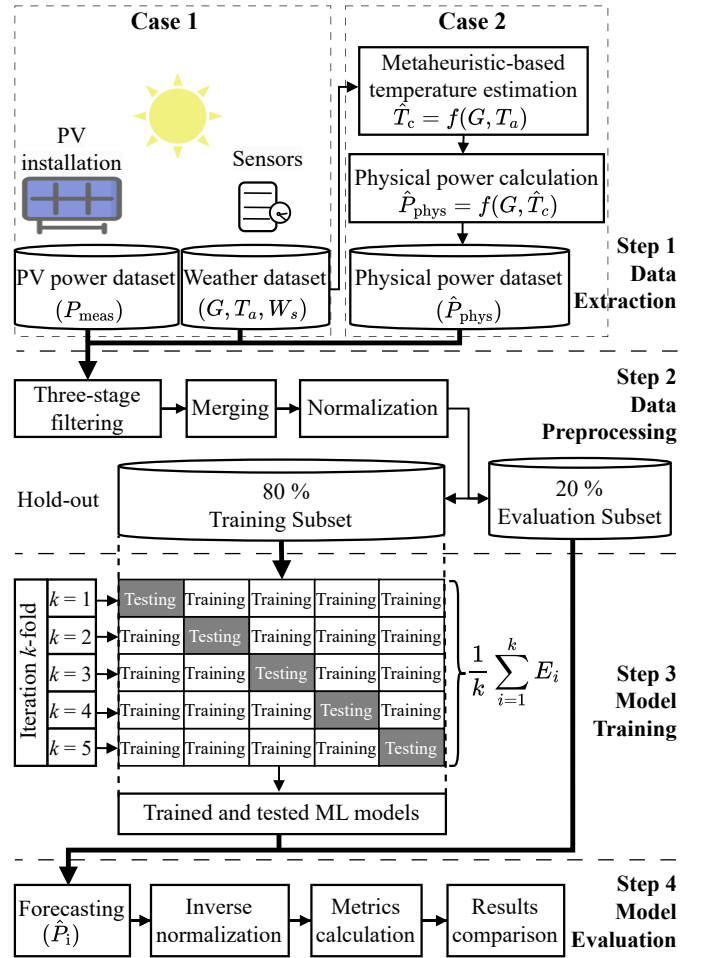 Case 1
Case 2
Metaheuristic-based
temperature estimation
T̂c = f(G, Ta)
PV
installation
Sensors
Physical power calculation
P̂phys = f(G, T̂c)
Step 1
Data
Extraction
PV power dataset
(Pmeas)
Weather dataset
(G, Ta, Ws)
Physical power dataset
(P̂phys)
Step 2
Data
Preprocessing
Three-stage
filtering
Merging
Normalization
Hold-out
80 %
Training Subset
20 %
Evaluation Subset
Iteration k-fold
k = 1
Testing Training Training Training Training
k = 2
Training Testing Training Training Training
k = 3
Training Training Testing Training Training
k = 4
Training Training Training Testing Training
k = 5
Training Training Training Training Testing
1/k ∑_{i=1}^{k} Ei
Step 3
Model
Training
Trained and tested ML models
Step 4
Model
Evaluation
Forecasting
(P̂i)
Inverse
normalization
Metrics
calculation
Results
comparison